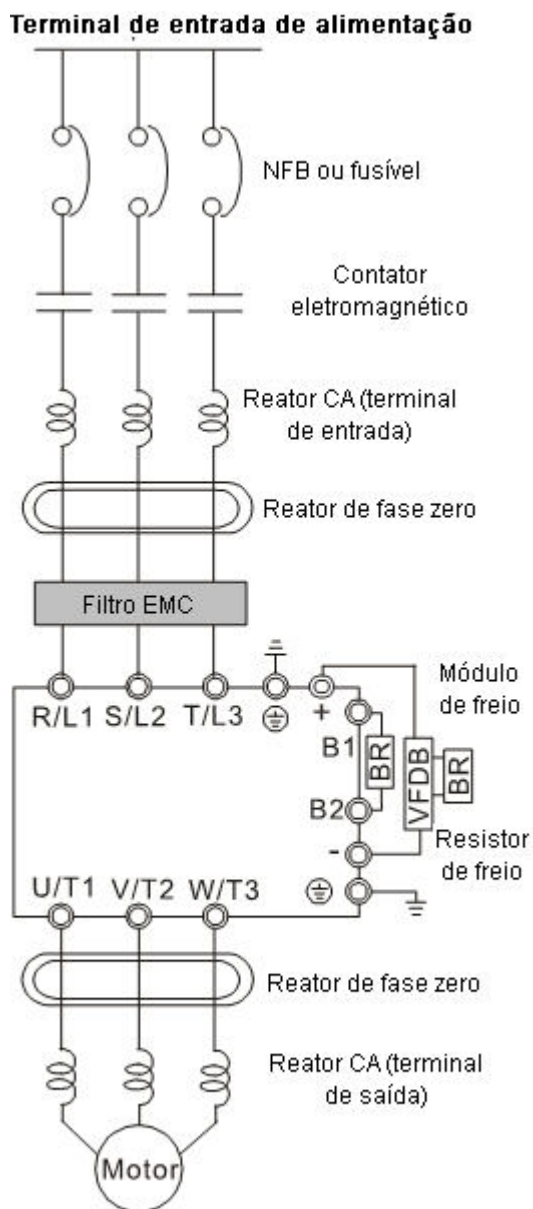 Terminal de entrada de alimentação
NFB ou fusível
Contator
eletromagnético
Reator CA (terminal
de entrada)
Reator de fase zero
Filtro EMC
R/L1 S/L2 T/L3
+
Módulo
de freio
B1
BR
VFDB
BR
B2
-
Resistor
de freio
U/T1 V/T2 W/T3
Reator de fase zero
Reator CA (terminal
de saída)
Motor